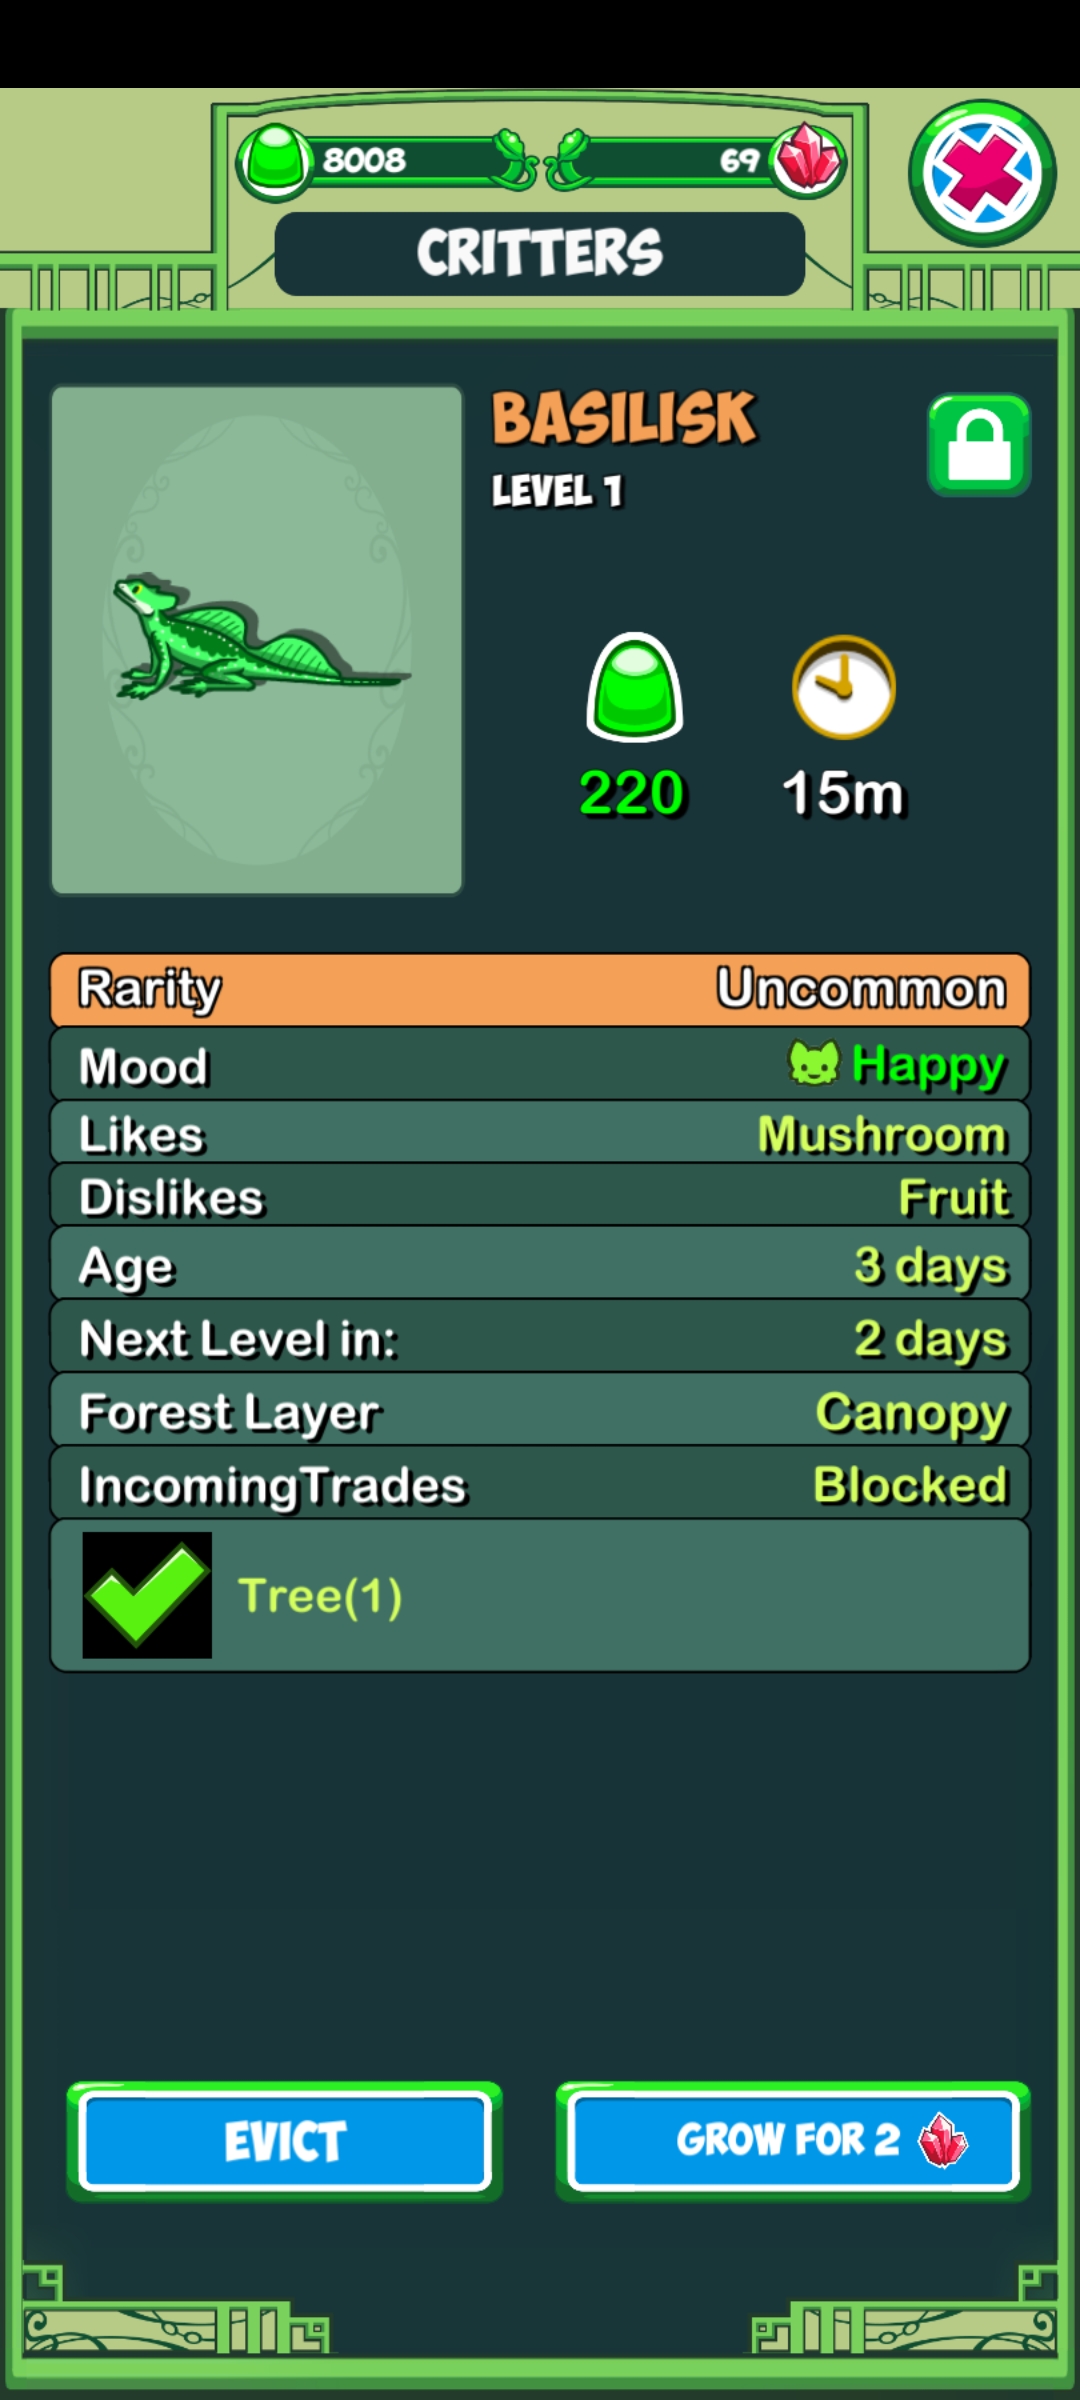 8008 69
CRITTERS
BASILISK
LEVEL 1
220 15m
Rarity Uncommon
Mood Happy
Likes Mushroom
Dislikes Fruit
Age 3 days
Next Level in: 2 days
Forest Layer Canopy
IncomingTrades Blocked
Tree(1)
EVICT GROW FOR 2